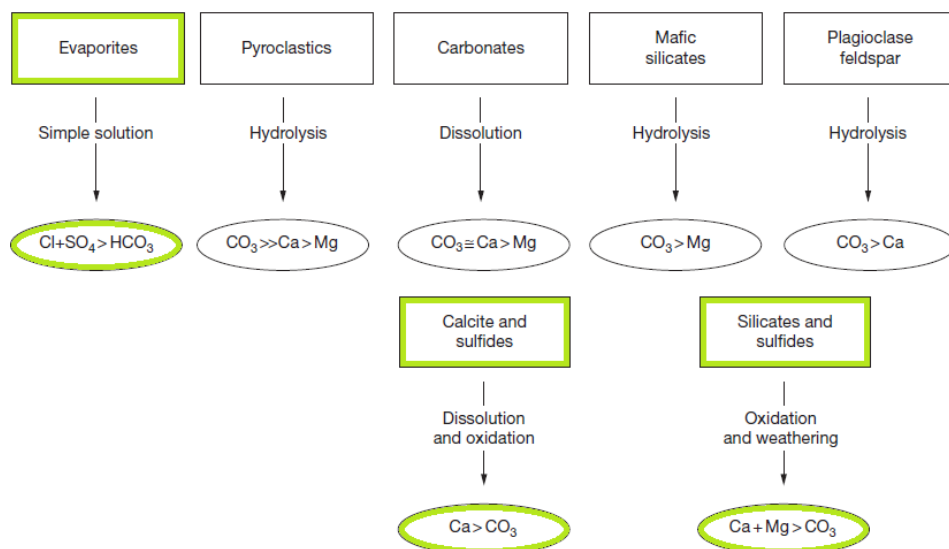 Evaporites
Pyroclastics
Carbonates
Mafic
silicates
Plagioclase
feldspar
Simple solution
Hydrolysis
Dissolution
Hydrolysis
Hydrolysis
Cl+SO₄>HCO₃
CO₃>>Ca>Mg
CO₃≅Ca>Mg
CO₃>Mg
CO₃>Ca
Calcite and
sulfides
Silicates and
sulfides
Dissolution
and oxidation
Oxidation
and weathering
Ca>CO₃
Ca+Mg>CO₃